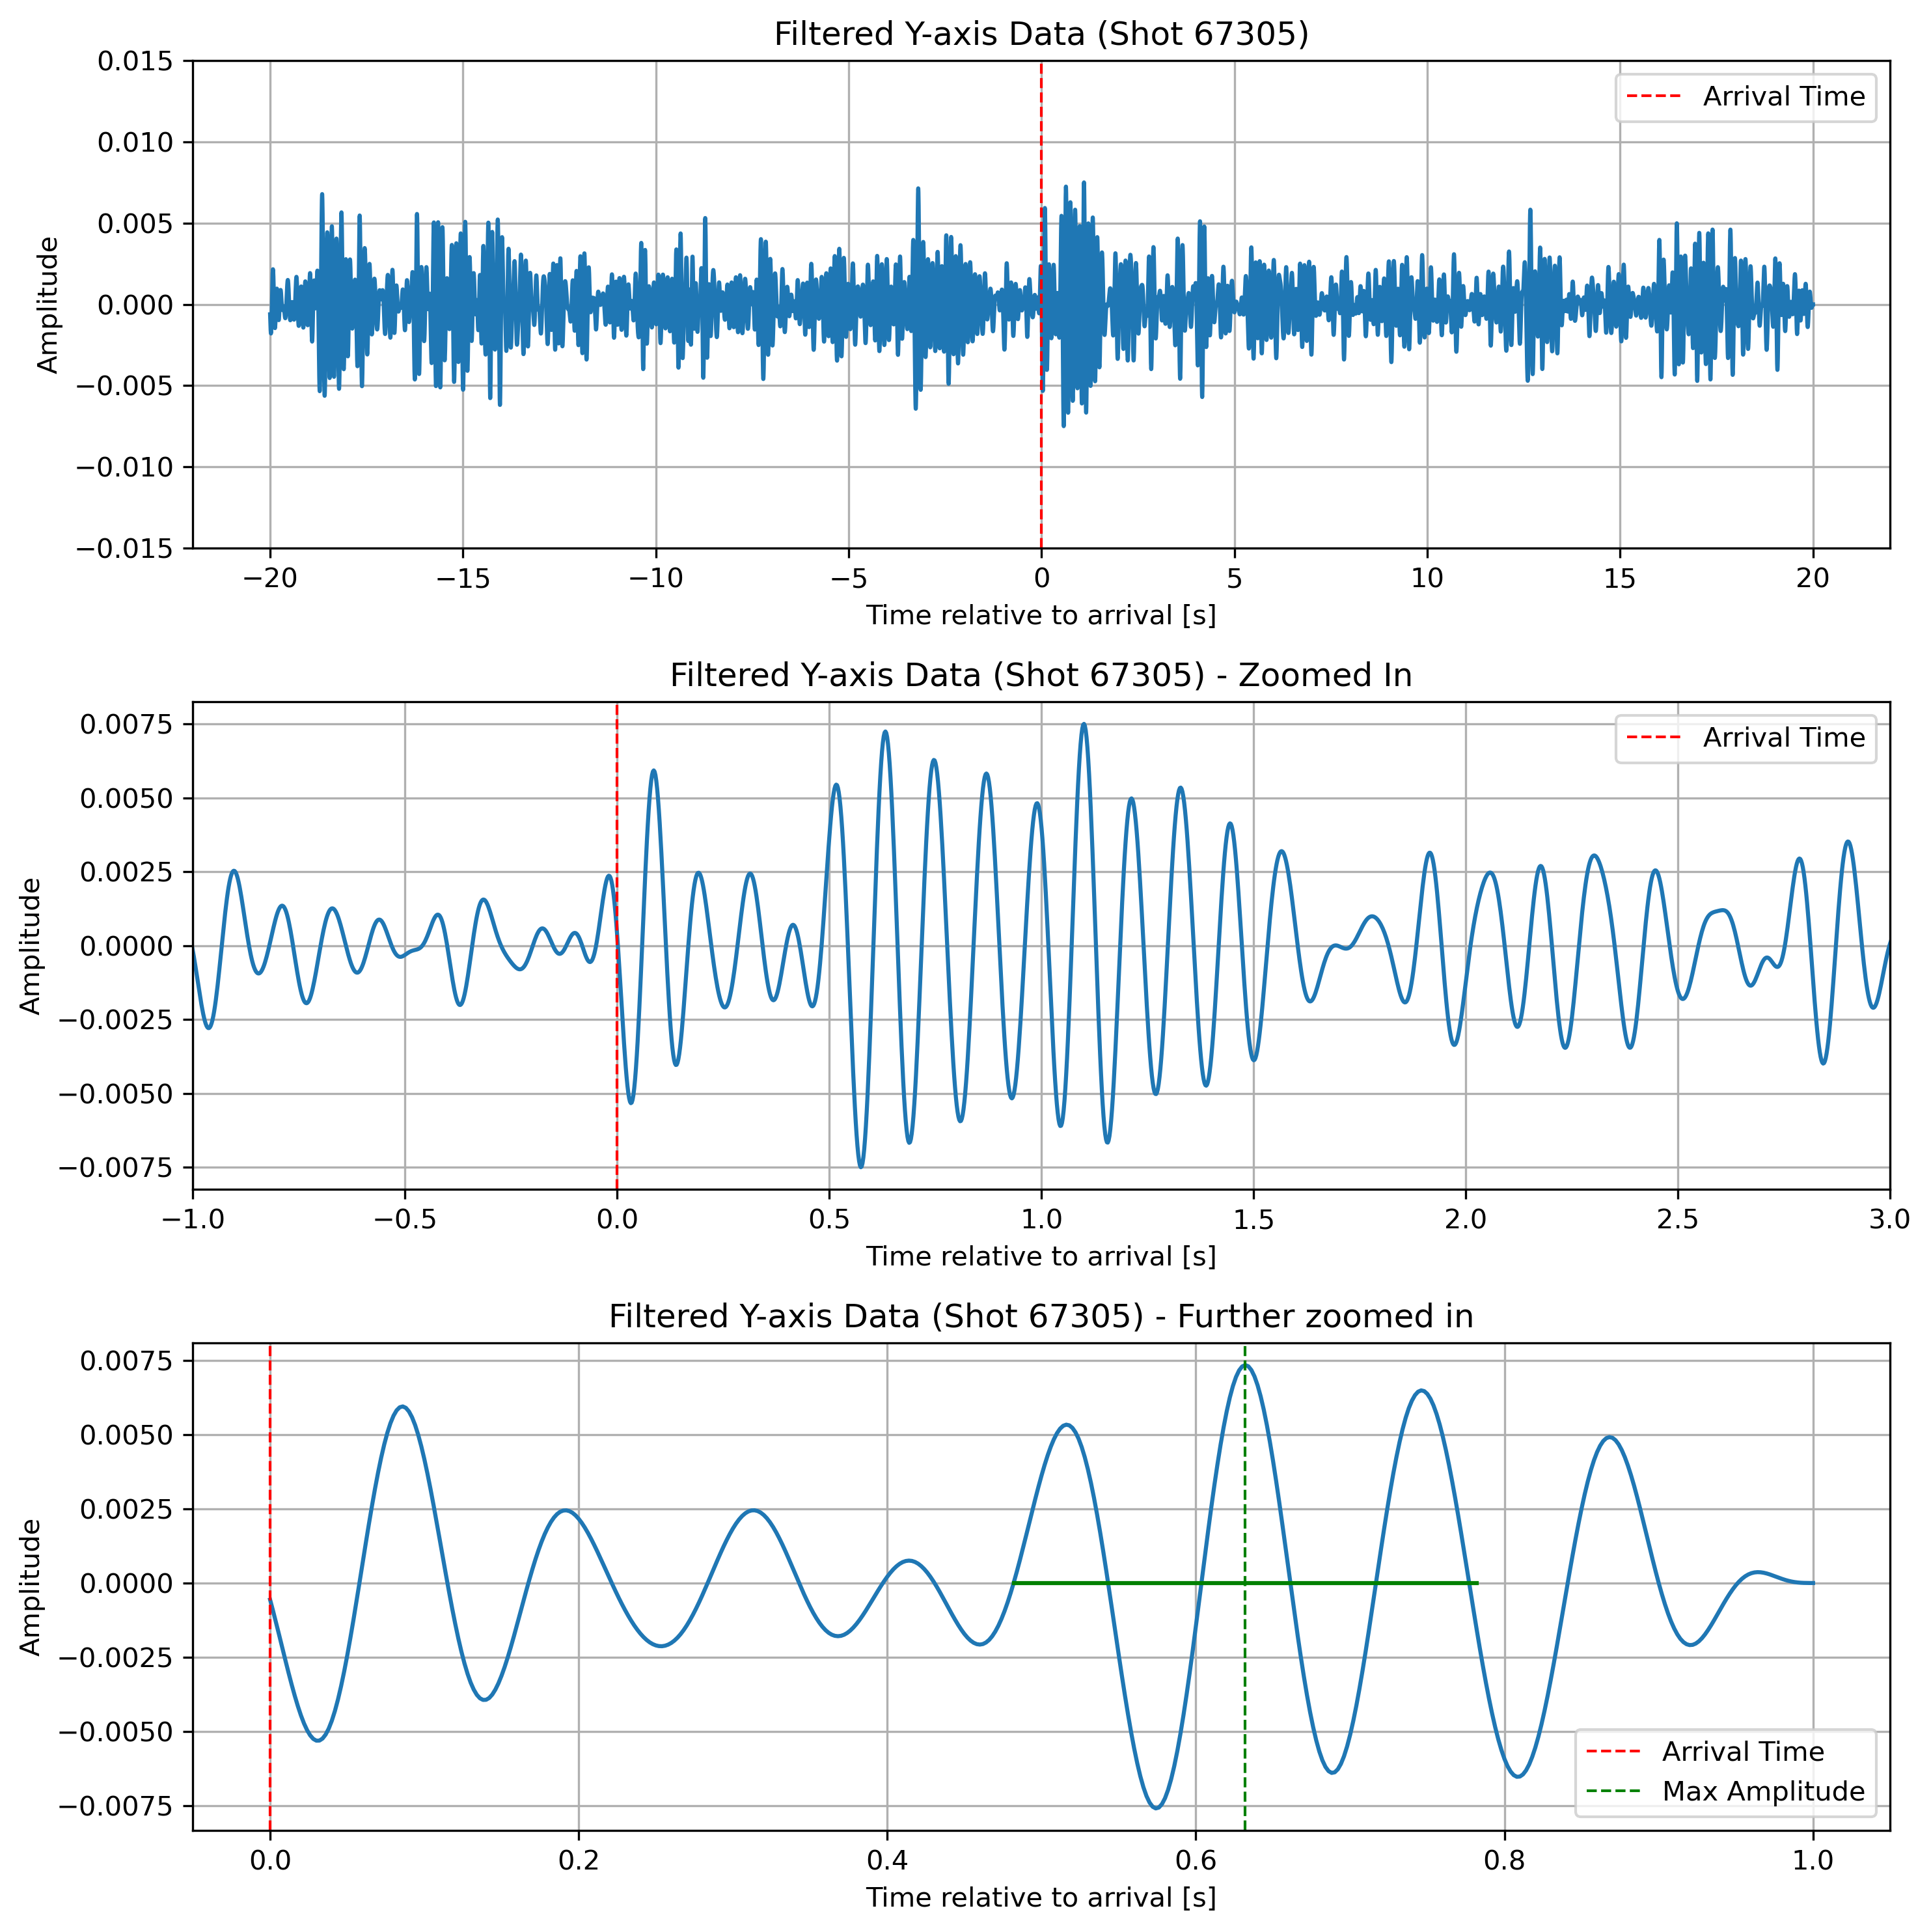 Filtered Y-axis Data (Shot 67305)
0.015
0.010
0.005
0.000
−0.005
−0.010
−0.015
Amplitude
Arrival Time
−20 −15 −10 −5 0 5 10 15 20
Time relative to arrival [s]
Filtered Y-axis Data (Shot 67305) - Zoomed In
0.0075
0.0050
0.0025
0.0000
−0.0025
−0.0050
−0.0075
Amplitude
Arrival Time
−1.0 −0.5 0.0 0.5 1.0 1.5 2.0 2.5 3.0
Time relative to arrival [s]
Filtered Y-axis Data (Shot 67305) - Further zoomed in
0.0075
0.0050
0.0025
0.0000
−0.0025
−0.0050
−0.0075
Amplitude
Arrival Time
Max Amplitude
0.0 0.2 0.4 0.6 0.8 1.0
Time relative to arrival [s]